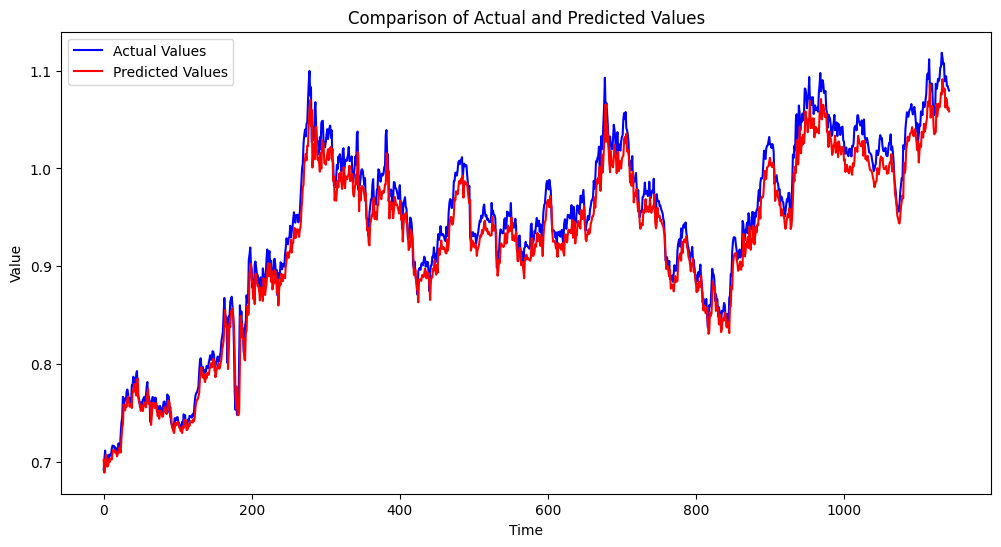 Comparison of Actual and Predicted Values
Actual Values
Predicted Values
1.1
1.0
0.9
0.8
0.7
Value
0 200 400 600 800 1000
Time